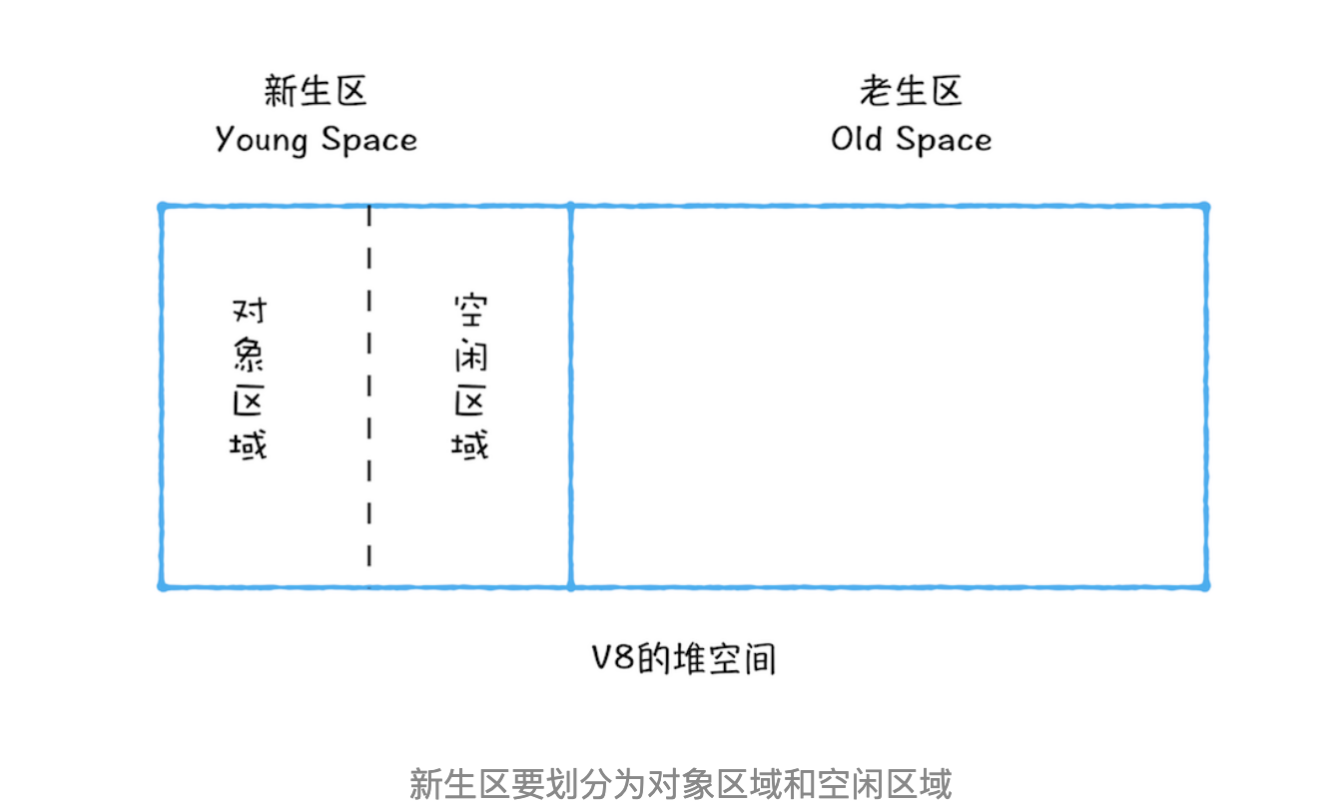 新生区
Young Space
老生区
Old Space
对象区域
空闲区域
V8的堆空间
新生区要划分为对象区域和空闲区域